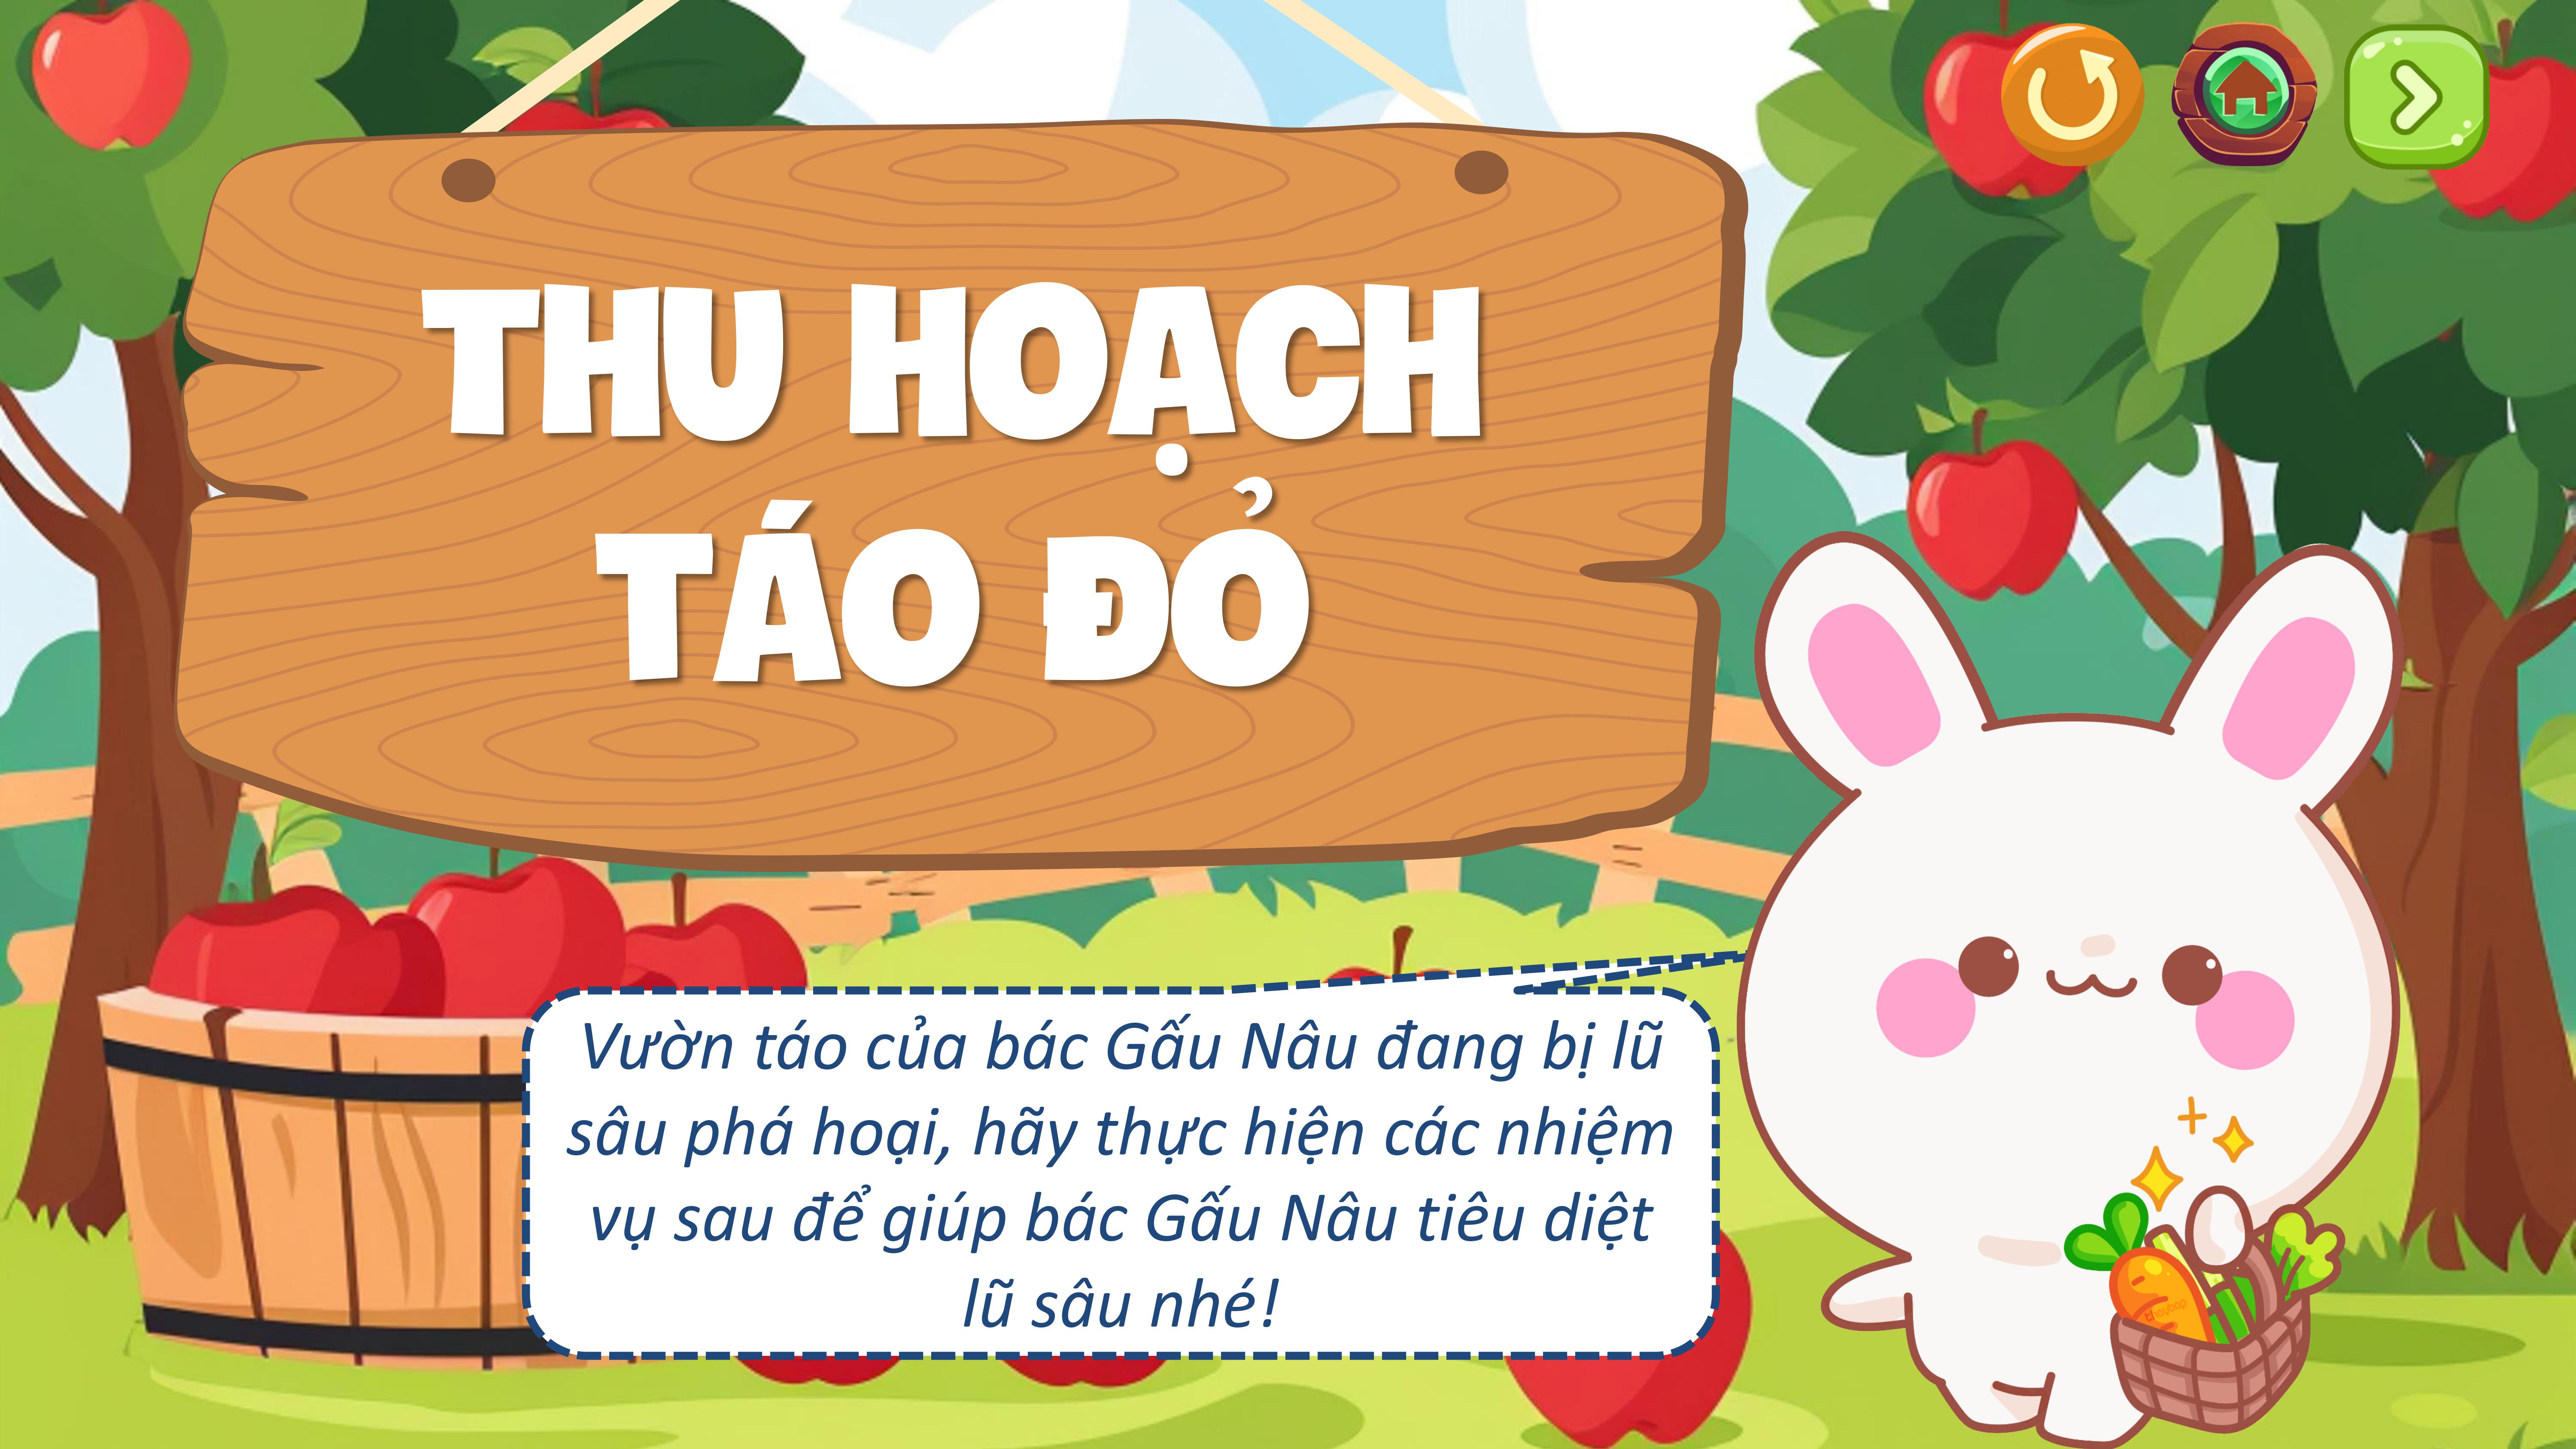 THU HOẠCH
TÁO ĐỎ
Vườn táo của bác Gấu Nâu đang bị lũ
sâu phá hoại, hãy thực hiện các nhiệm
vụ sau để giúp bác Gấu Nâu tiêu diệt
lũ sâu nhé!